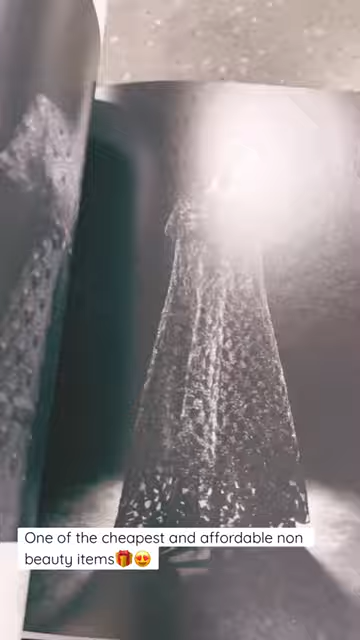 One of the cheapest and affordable non
beauty items🎁😍